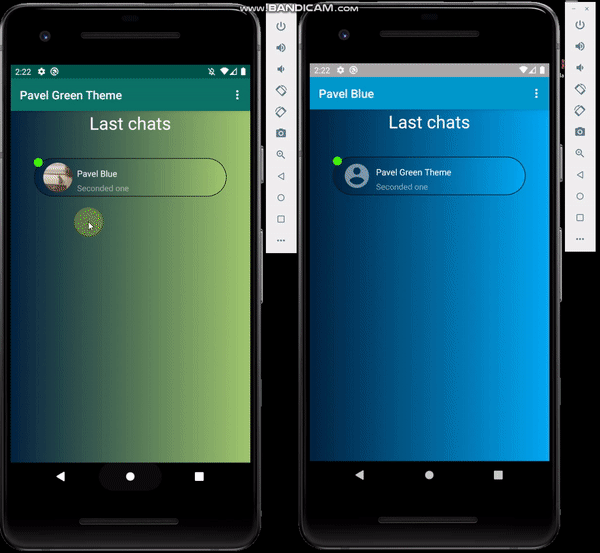 www.BANDICAM.com
2:22
Pavel Green Theme
Last chats
Pavel Blue
Seconded one
2:22
Pavel Blue
Last chats
Pavel Green Theme
Seconded one